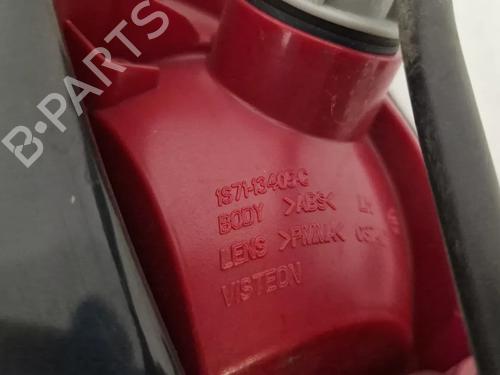 B-PARTS
1S71-13405-C
BODY >ABS<
LENS >PMMA<
VISTEON